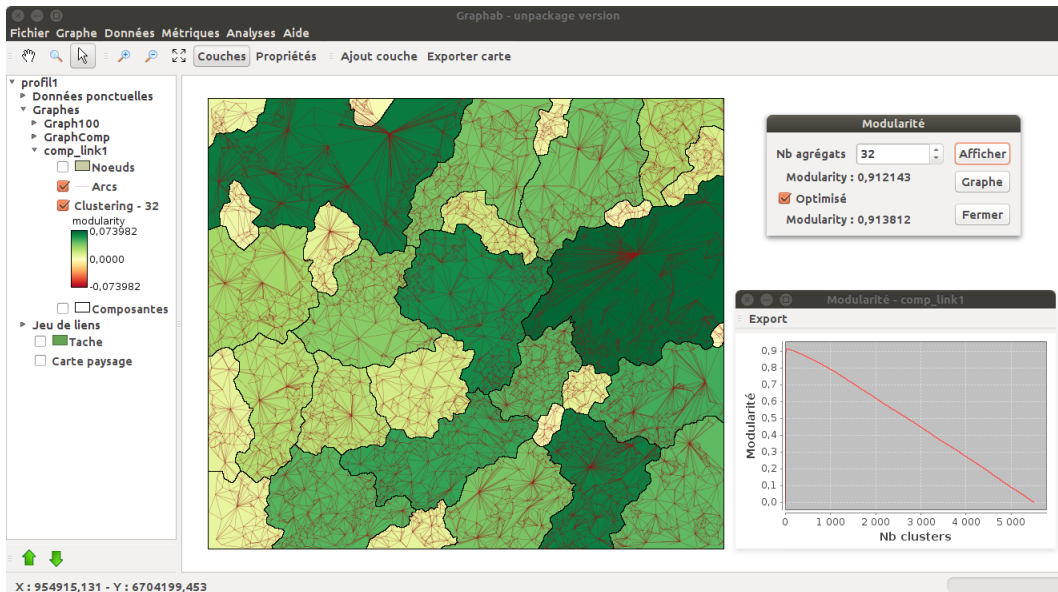 Graphab - unpackage version
Fichier Graphe Données Métriques Analyses Aide
Couches Propriétés Ajout couche Exporter carte
profil1
Données ponctuelles
Graphes
Graph100
GraphComp
comp_link1
Noeuds
Arcs
Clustering - 32
modularity
0,073982
0,0000
-0,073982
Composantes
Jeu de liens
Tache
Carte paysage
Modularité
Nb agrégats 32 Afficher
Modularity : 0,912143
Graphe
Optimisé
Modularity : 0,913812
Fermer
Modularité - comp_link1
Export
Modularité
0,9
0,8
0,7
0,6
0,5
0,4
0,3
0,2
0,1
0,0
0 1 000 2 000 3 000 4 000 5 000
Nb clusters
X : 954915,131 - Y : 6704199,453